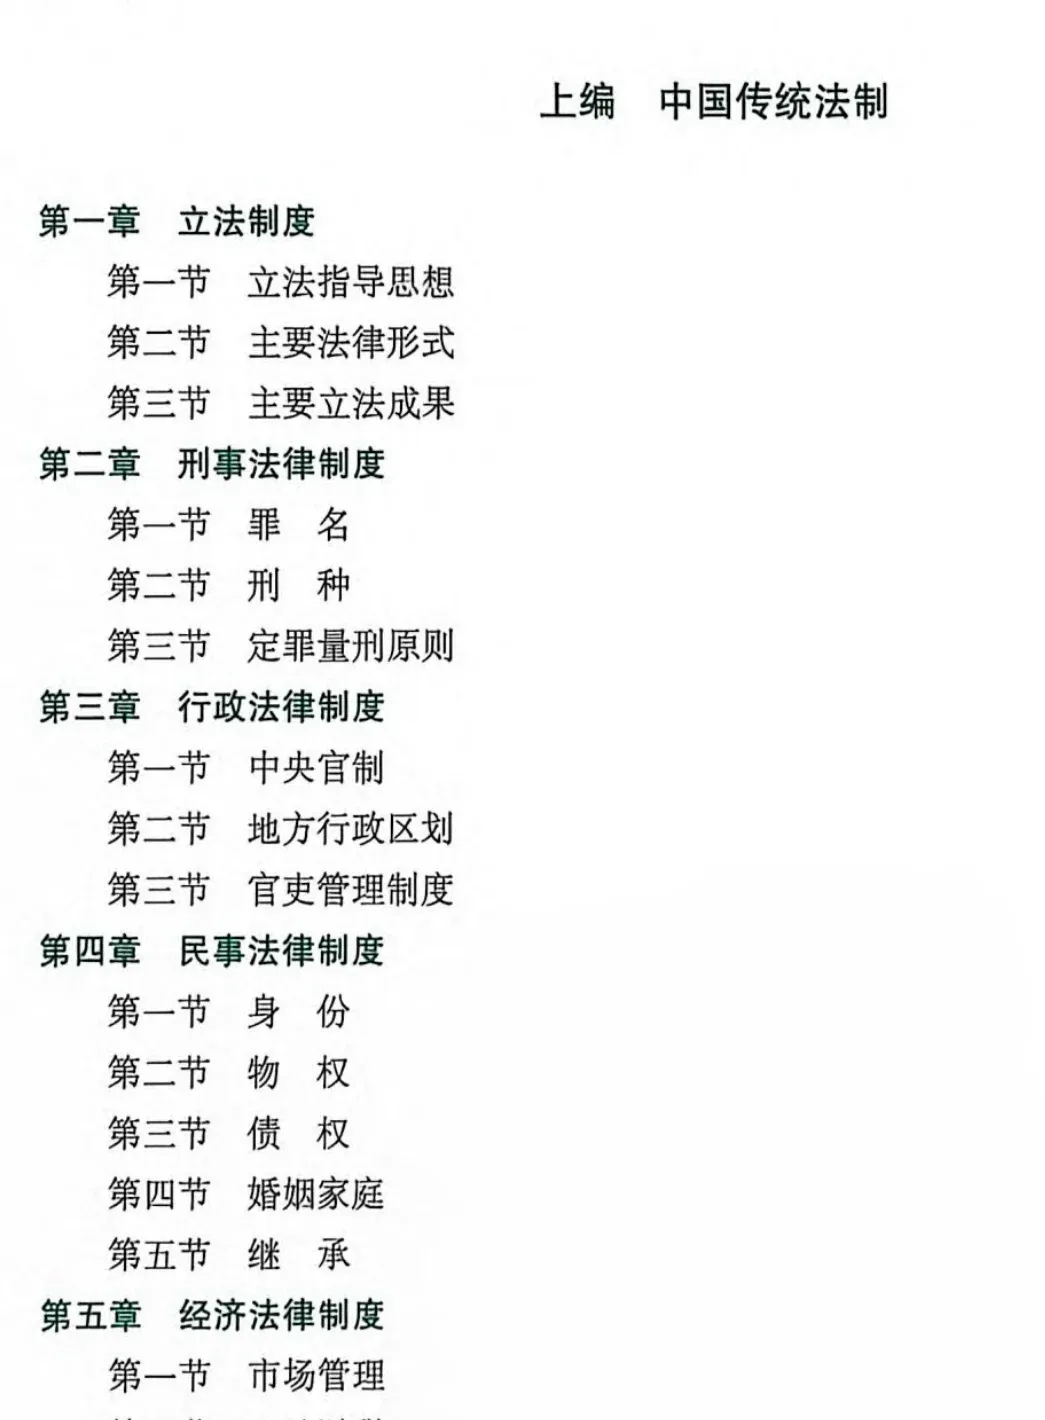 上编　中国传统法制
第一章　立法制度
第一节　立法指导思想
第二节　主要法律形式
第三节　主要立法成果
第二章　刑事法律制度
第一节　罪　名
第二节　刑　种
第三节　定罪量刑原则
第三章　行政法律制度
第一节　中央官制
第二节　地方行政区划
第三节　官吏管理制度
第四章　民事法律制度
第一节　身　份
第二节　物　权
第三节　债　权
第四节　婚姻家庭
第五节　继　承
第五章　经济法律制度
第一节　市场管理